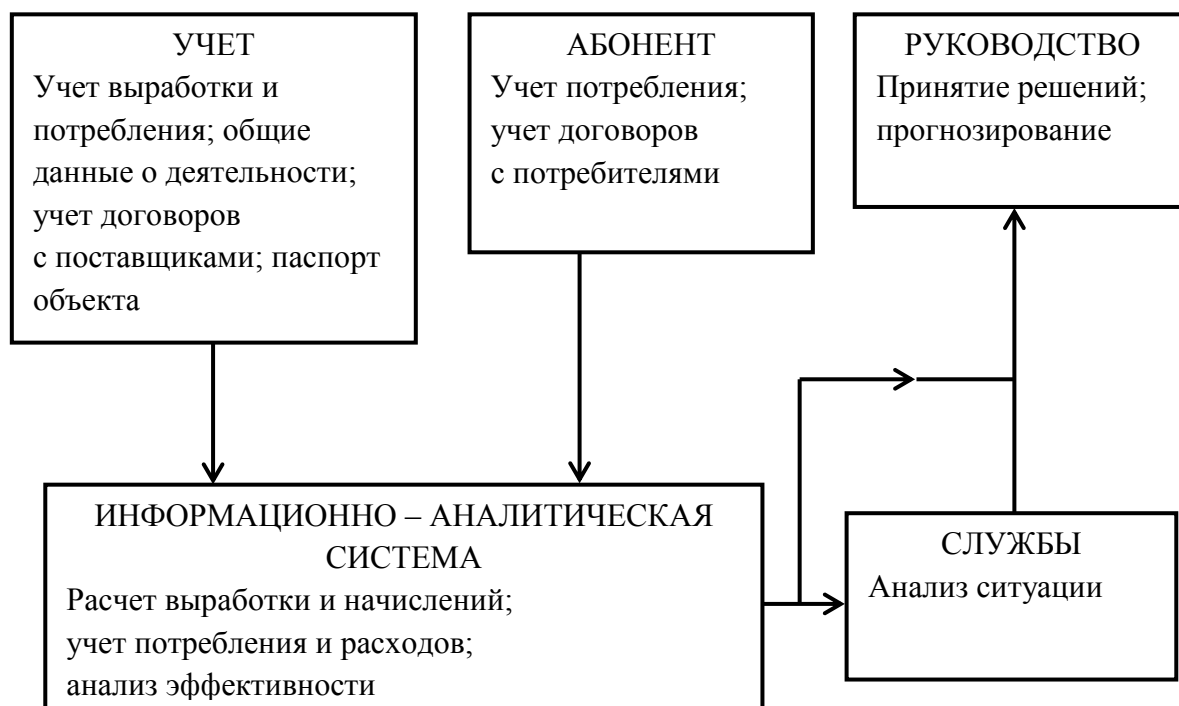 УЧЕТ
Учет выработки и
потребления; общие
данные о деятельности;
учет договоров
с поставщиками; паспорт
объекта
АБОНЕНТ
Учет потребления;
учет договоров
с потребителями
РУКОВОДСТВО
Принятие решений;
прогнозирование
ИНФОРМАЦИОННО – АНАЛИТИЧЕСКАЯ
СИСТЕМА
Расчет выработки и начислений;
учет потребления и расходов;
анализ эффективности
СЛУЖБЫ
Анализ ситуации